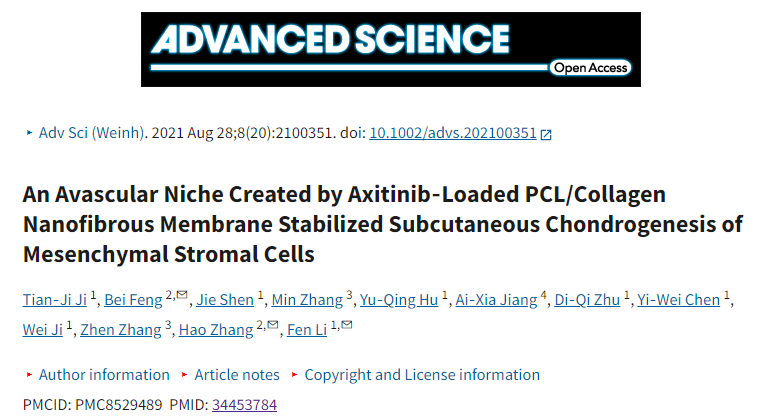 ADVANCED SCIENCE
Open Access
Adv Sci (Weinh). 2021 Aug 28;8(20):2100351. doi: 10.1002/advs.202100351
An Avascular Niche Created by Axitinib-Loaded PCL/Collagen
Nanofibrous Membrane Stabilized Subcutaneous Chondrogenesis of
Mesenchymal Stromal Cells
Tian-Ji Ji 1, Bei Feng 2,✉, Jie Shen 1, Min Zhang 3, Yu-Qing Hu 1, Ai-Xia Jiang 4, Di-Qi Zhu 1, Yi-Wei Chen 1,
Wei Ji 1, Zhen Zhang 3, Hao Zhang 2,✉, Fen Li 1,✉
Author information Article notes Copyright and License information
PMCID: PMC8529489 PMID: 34453784